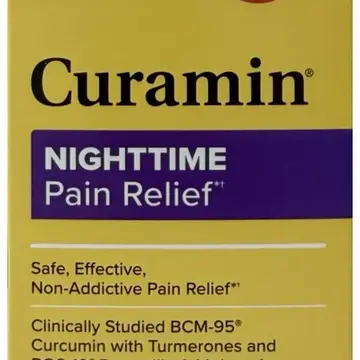 Curamin®
NIGHTTIME
Pain Relief*†
Safe, Effective,
Non-Addictive Pain Relief*†
Clinically Studied BCM-95®
Curcumin with Turmerones and